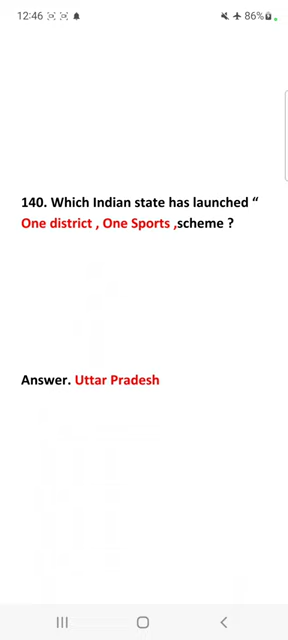 12:46
86%
140. Which Indian state has launched “
One district , One Sports ,scheme ?
Answer. Uttar Pradesh